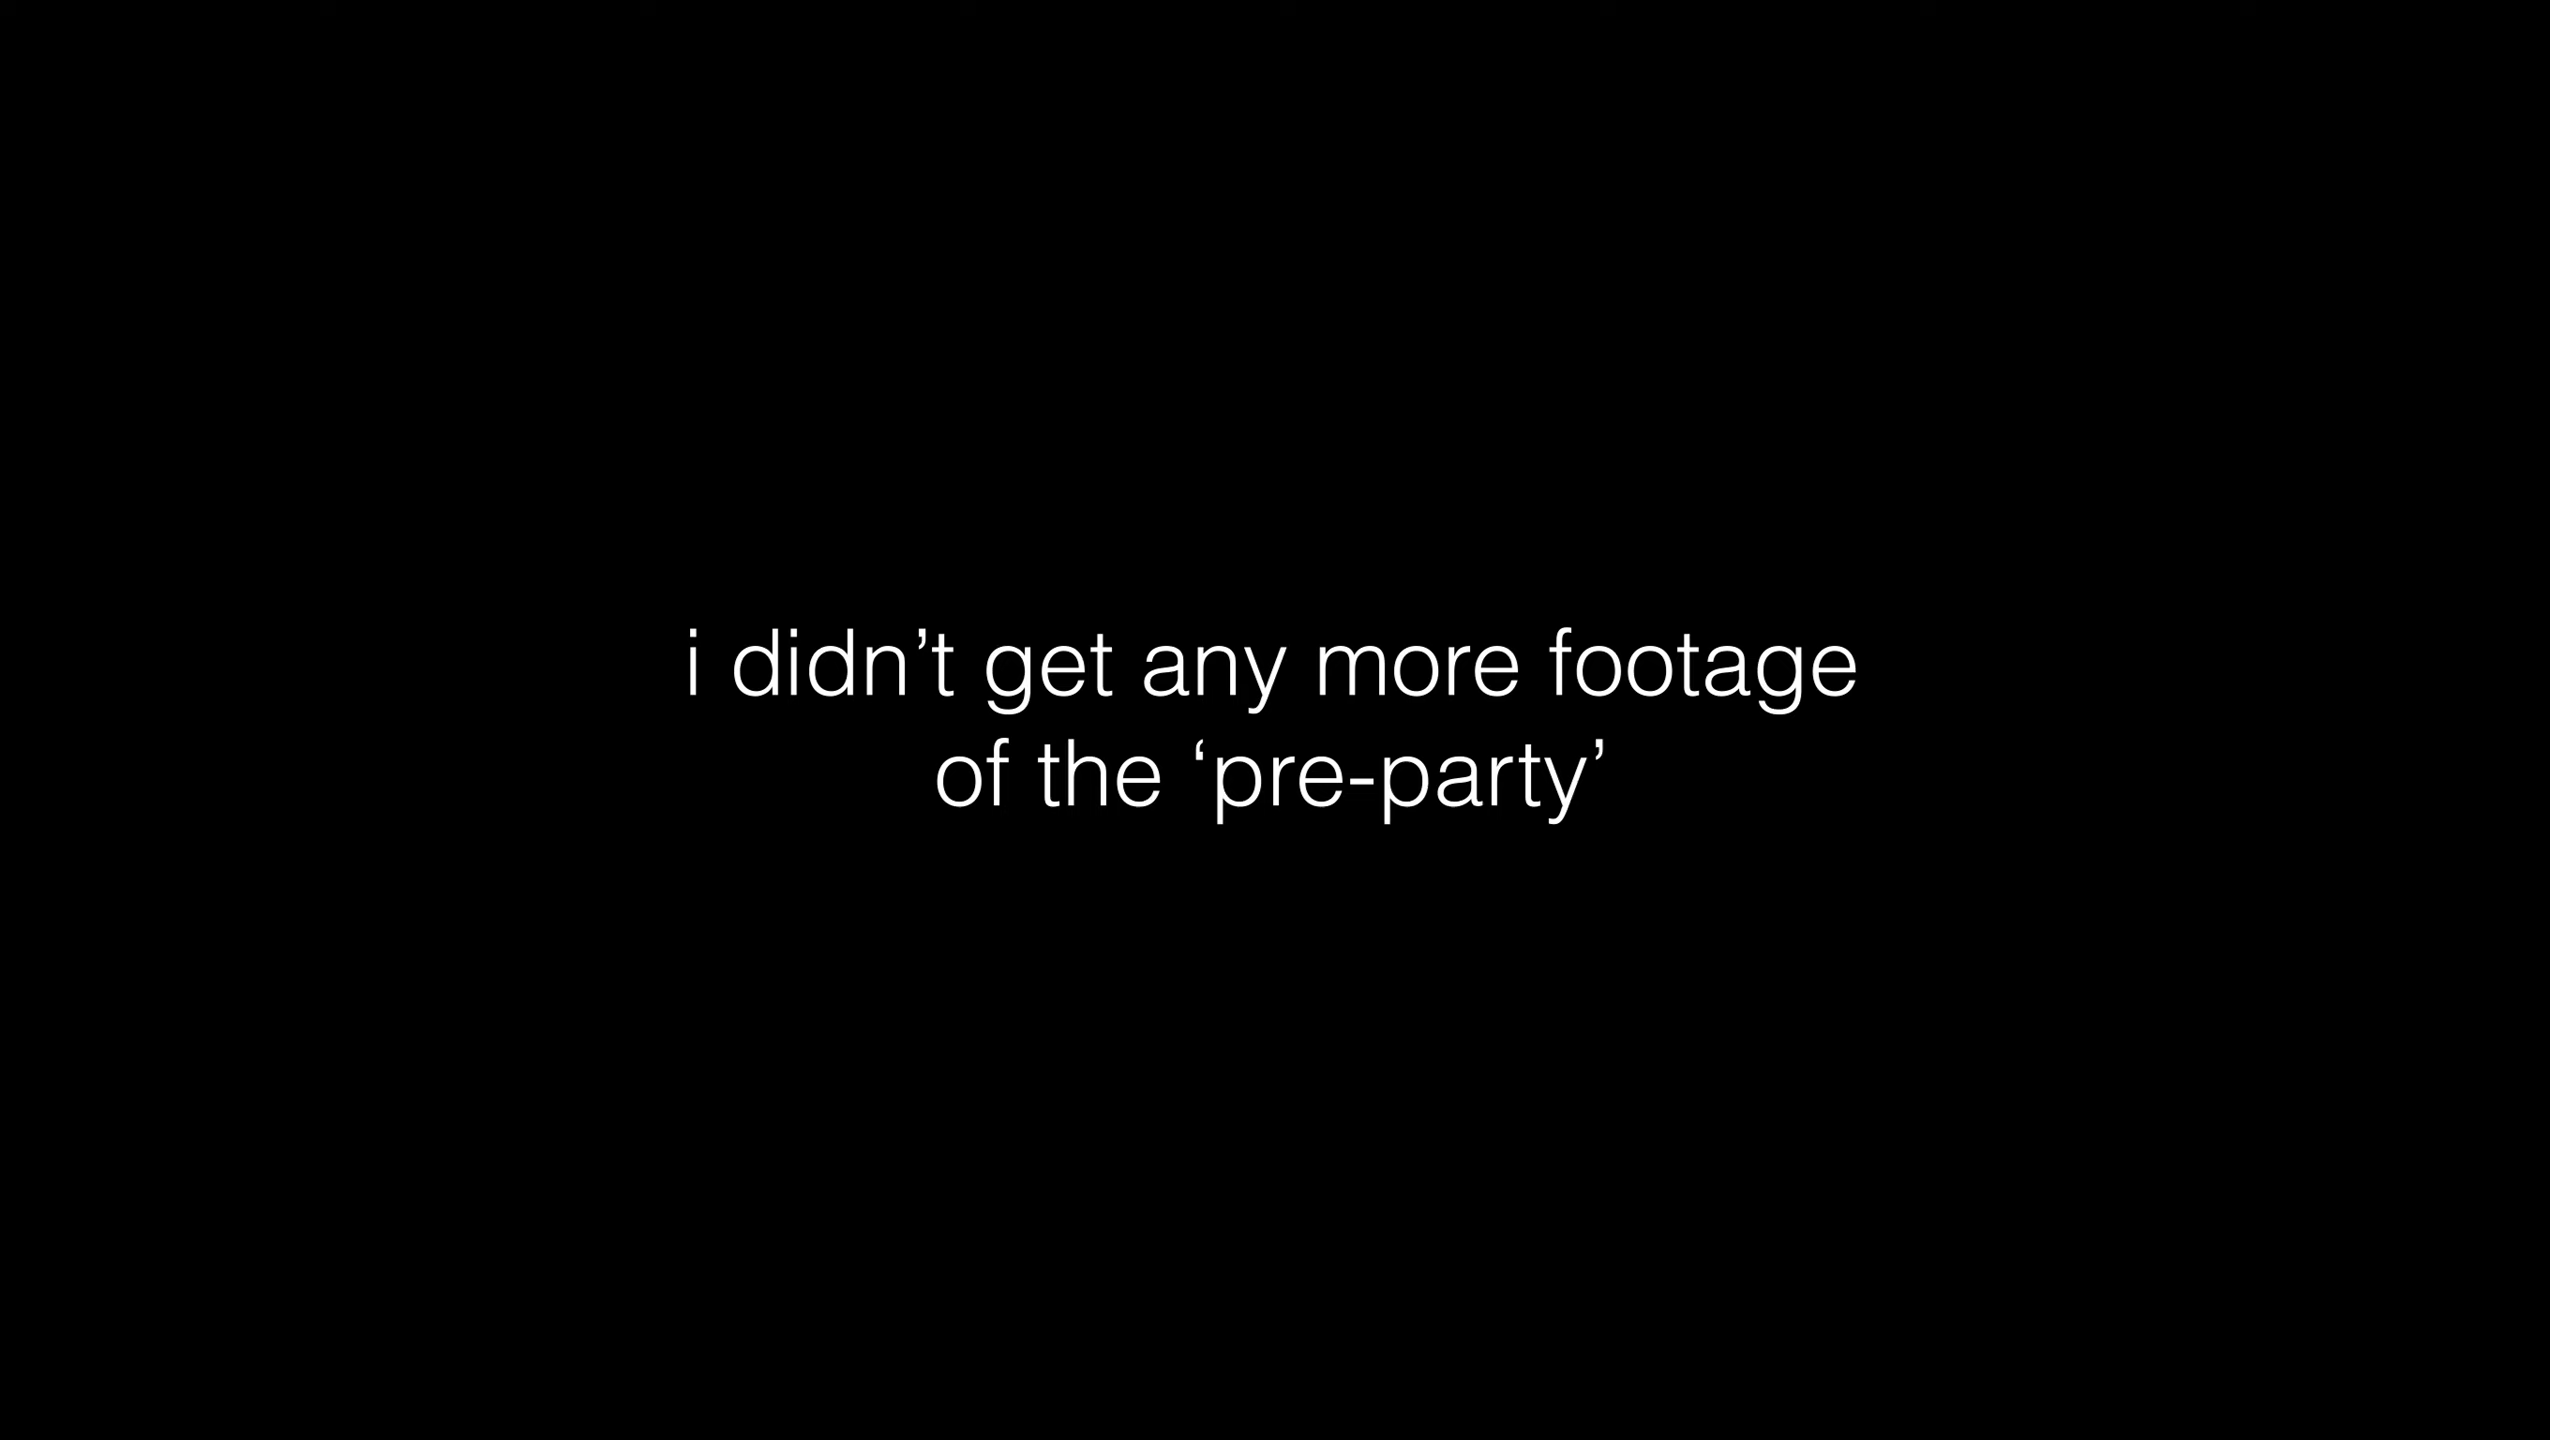 i didn’t get any more footage
of the ‘pre-party’